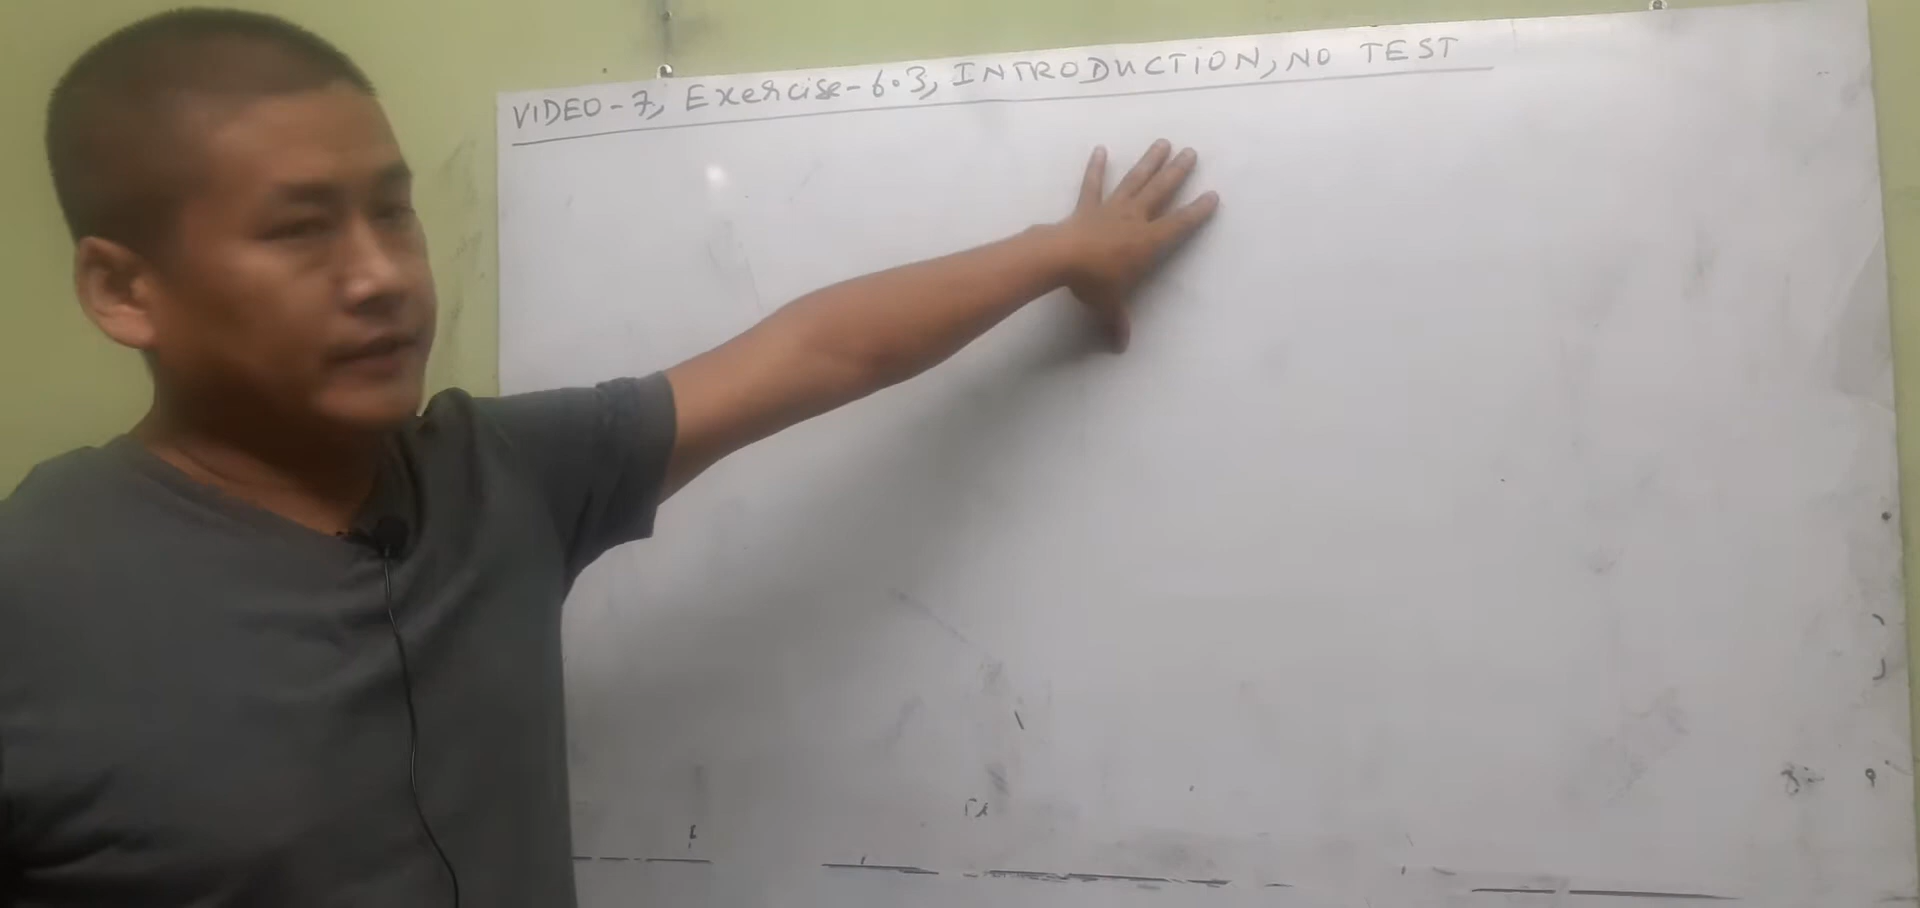 VIDEO-7, Exercise-6.3, INTRODUCTION, NO TEST